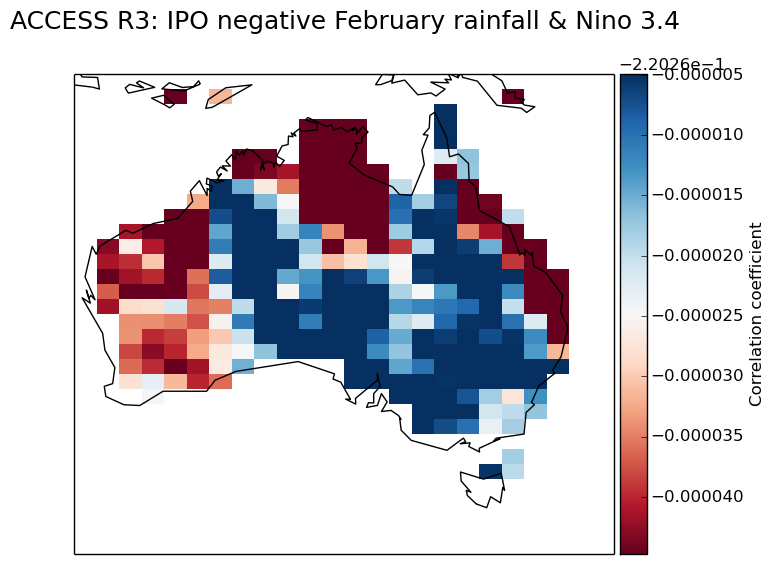 ACCESS R3: IPO negative February rainfall & Nino 3.4
−2.2026e−1
−0.000005
−0.000010
−0.000015
−0.000020
−0.000025
−0.000030
−0.000035
−0.000040
Correlation coefficient